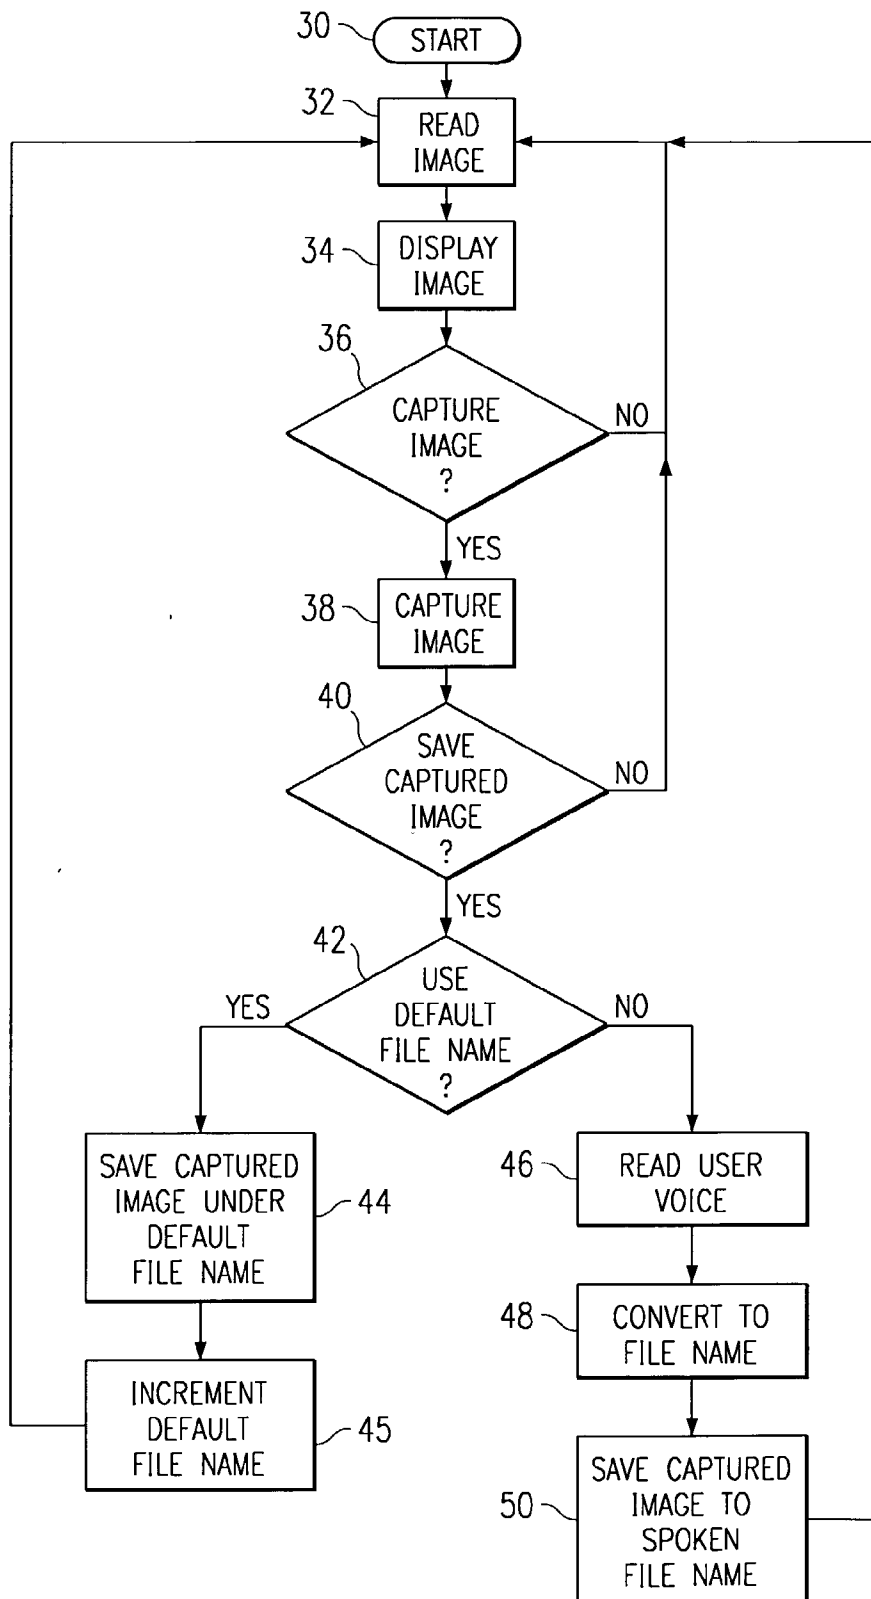 30
START
32
READ
IMAGE
34
DISPLAY
IMAGE
36
CAPTURE
IMAGE
?
NO
YES
38
CAPTURE
IMAGE
40
SAVE
CAPTURED
IMAGE
?
NO
YES
42
USE
DEFAULT
FILE NAME
?
YES
NO
SAVE CAPTURED
IMAGE UNDER
DEFAULT
FILE NAME
44
INCREMENT
DEFAULT
FILE NAME
45
46
READ USER
VOICE
48
CONVERT TO
FILE NAME
50
SAVE CAPTURED
IMAGE TO
SPOKEN
FILE NAME